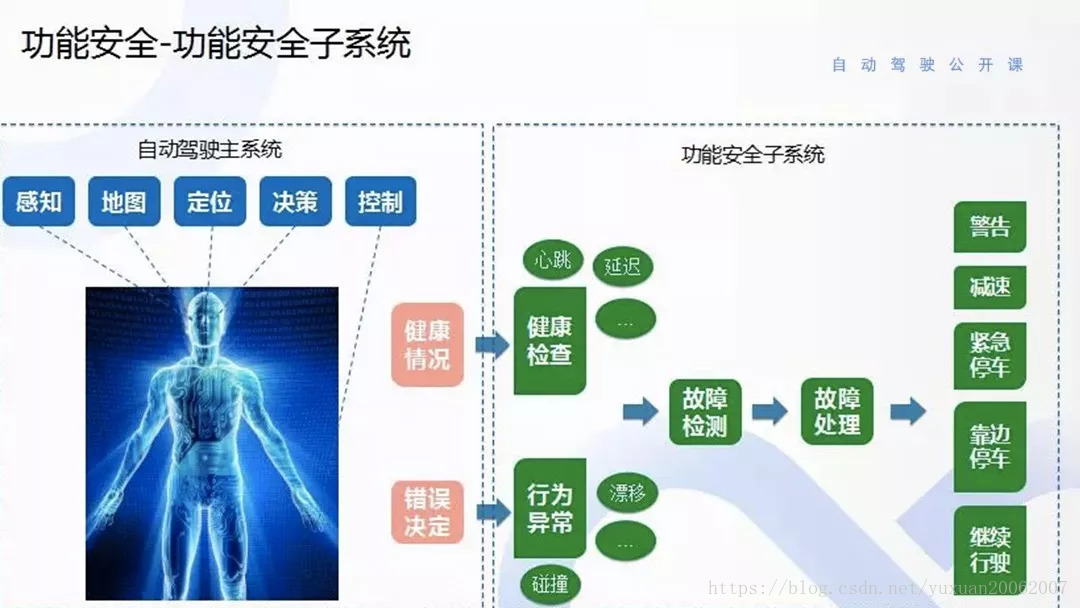 功能安全-功能安全子系统
自动驾驶公开课
自动驾驶主系统
感知
地图
定位
决策
控制
健康
情况
错误
决定
功能安全子系统
心跳
延迟
...
健康
检查
行为
异常
漂移
...
碰撞
故障
检测
故障
处理
警告
减速
紧急
停车
靠边
停车
继续
行驶
https://blog.csdn.net/yuxuan20062007